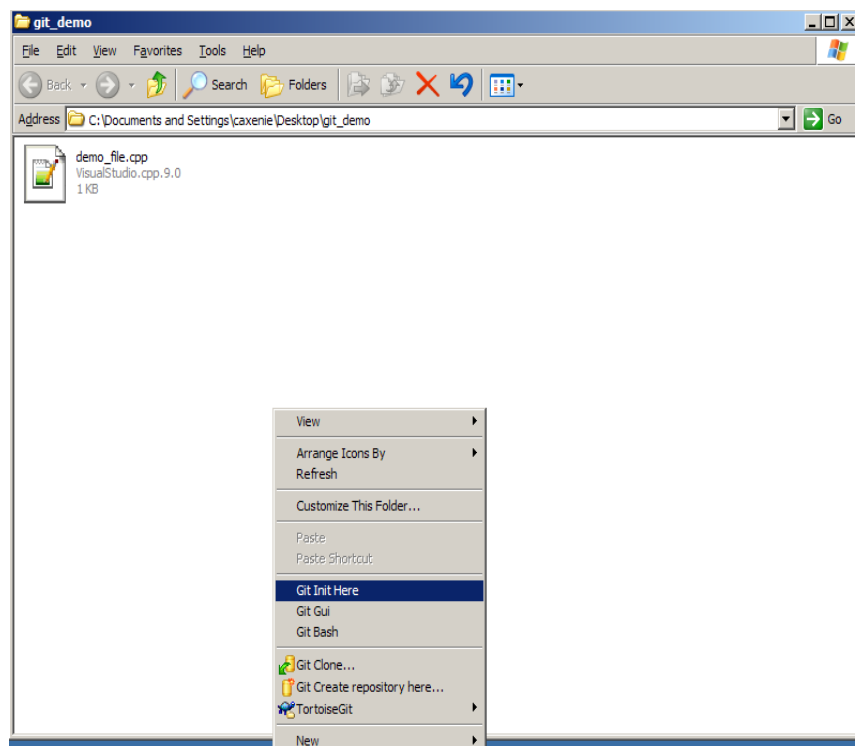 git_demo
File Edit View Favorites Tools Help
Back Search Folders
Address C:\Documents and Settings\caxenie\Desktop\git_demo Go
demo_file.cpp
VisualStudio.cpp.9.0
1 KB
View
Arrange Icons By
Refresh
Customize This Folder...
Paste
Paste Shortcut
Git Init Here
Git Gui
Git Bash
Git Clone...
Git Create repository here...
TortoiseGit
New